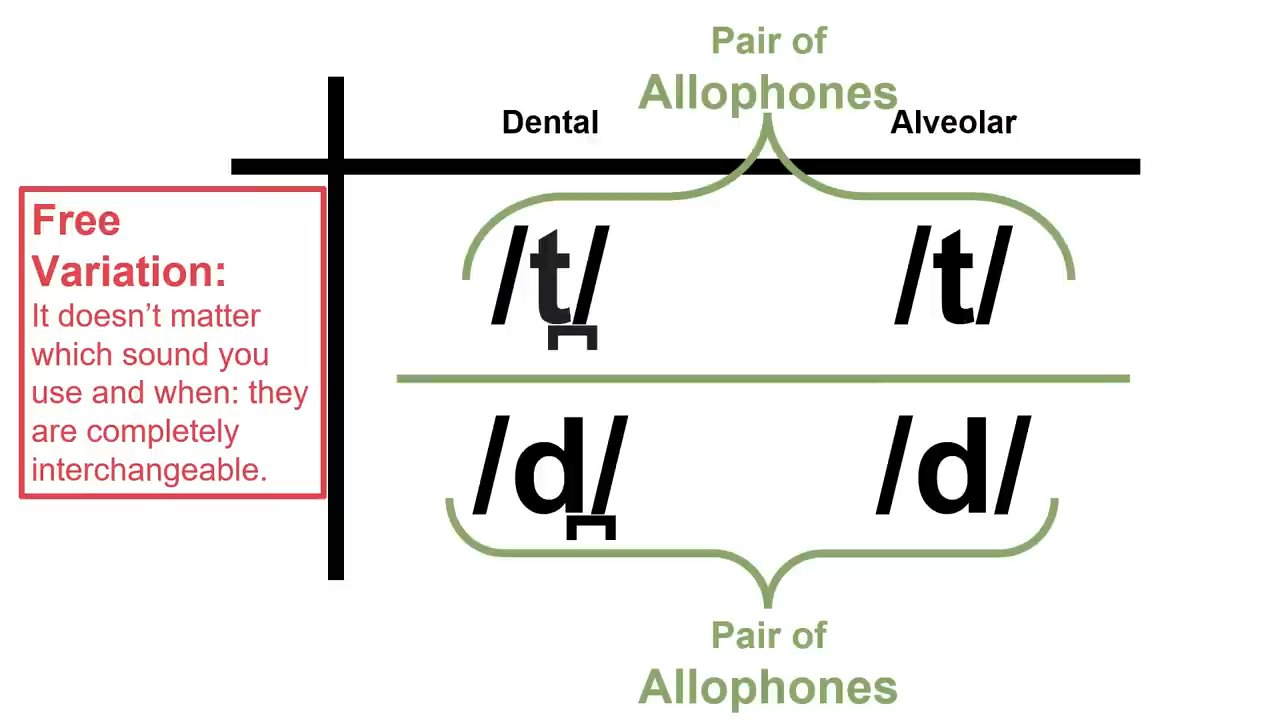 Pair of
Allophones
Dental Alveolar
Free
Variation:
It doesn’t matter
which sound you
use and when: they
are completely
interchangeable.
/t̪/ /t/
/d̪/ /d/
Pair of
Allophones